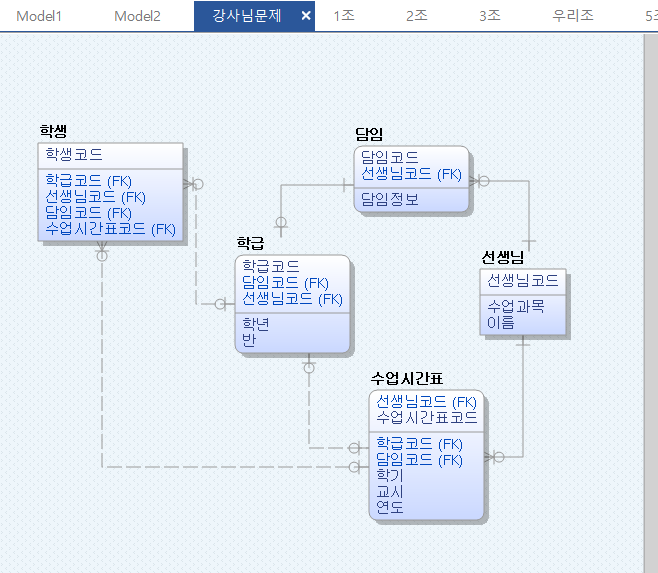 Model1 Model2 강사님문제 × 1조 2조 3조 우리조
학생
학생코드
학급코드 (FK)
선생님코드 (FK)
담임코드 (FK)
수업시간표코드 (FK)
담임
담임코드
선생님코드 (FK)
담임정보
학급
학급코드
담임코드 (FK)
선생님코드 (FK)
학년
반
선생님
선생님코드
수업과목
이름
수업시간표
선생님코드 (FK)
수업시간표코드
학급코드 (FK)
담임코드 (FK)
학기
교시
연도